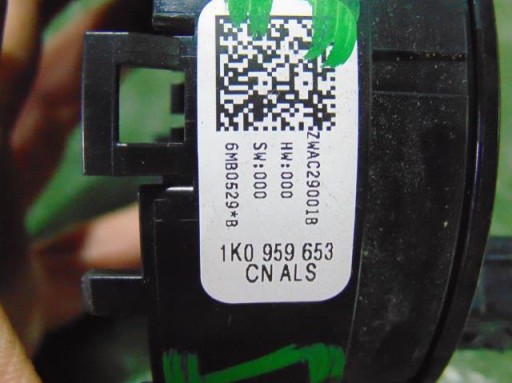 ZWAC29001B
HW:000
SW:000
6MB0529*B
1K0 959 653
CN ALS